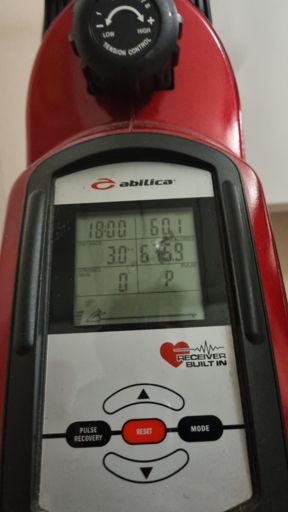 LOW HIGH
TENSION CONTROL
abilica
18:00 60.1
3.0
0 ?
RECEIVER
BUILT IN
PULSE
RECOVERY
RESET
MODE